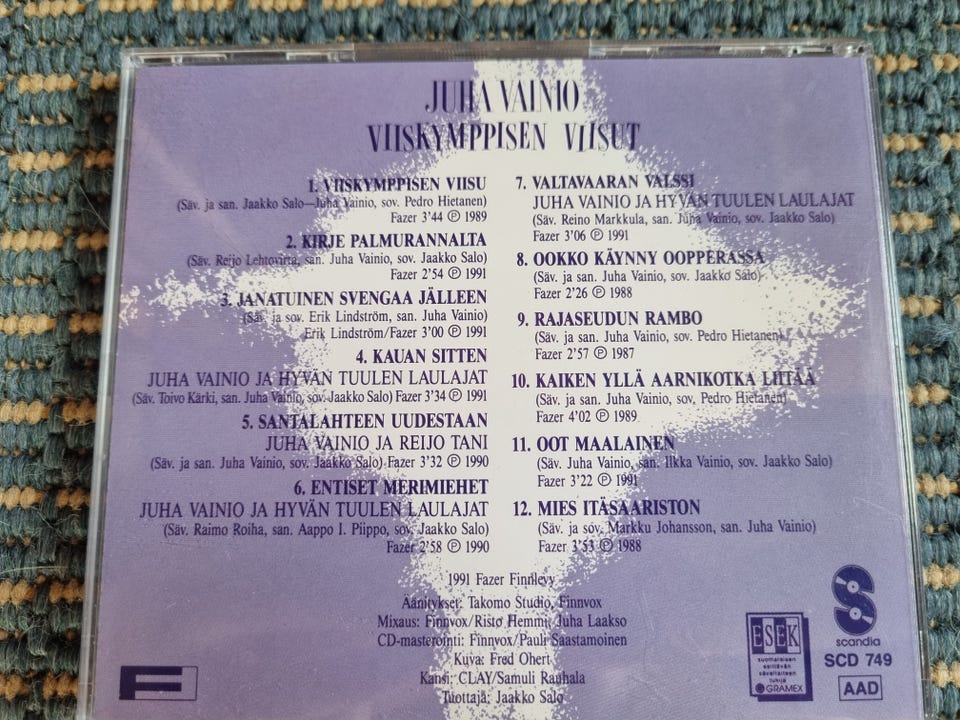 JUHA VAINIO
VIISKYMPPISEN VIISUT
1. VIISKYMPPISEN VIISU
(Säv. ja san. Jaakko Salo—Juha Vainio, sov. Pedro Hietanen)
Fazer 3'44 ℗ 1989
2. KIRJE PALMURANNALTA
(Säv. Reijo Lehtovirta, san. Juha Vainio, sov. Jaakko Salo)
Fazer 2'54 ℗ 1991
3. JANATUINEN SVENGAA JÄLLEEN
(Säv. ja sov. Erik Lindström, san. Juha Vainio)
Erik Lindström/Fazer 3'00 ℗ 1991
4. KAUAN SITTEN
JUHA VAINIO JA HYVÄN TUULEN LAULAJAT
(Säv. Toivo Kärki, san. Juha Vainio, sov. Jaakko Salo) Fazer 3'34 ℗ 1991
5. SANTALAHTEEN UUDESTAAN
JUHA VAINIO JA REIJO TANI
(Säv. ja san. Juha Vainio, sov. Jaakko Salo) Fazer 3'32 ℗ 1990
6. ENTISET MERIMIEHET
JUHA VAINIO JA HYVÄN TUULEN LAULAJAT
(Säv. Raimo Roiha, san. Aappo I. Piippo, sov. Jaakko Salo)
Fazer 2'58 ℗ 1990
7. VALTAVAARAN VALSSI
JUHA VAINIO JA HYVÄN TUULEN LAULAJAT
(Säv. Reino Markkula, san. Juha Vainio, sov. Jaakko Salo)
Fazer 3'06 ℗ 1991
8. OOKKO KÄYNNY OOPPERASSA
(Säv. ja san. Juha Vainio, sov. Jaakko Salo)
Fazer 2'26 ℗ 1988
9. RAJASEUDUN RAMBO
(Säv. ja san. Juha Vainio, sov. Pedro Hietanen)
Fazer 2'57 ℗ 1987
10. KAIKEN YLLÄ AARNIKOTKA LIITÄÄ
(Säv. ja san. Juha Vainio, sov. Pedro Hietanen)
Fazer 4'02 ℗ 1989
11. OOT MAALAINEN
(Säv. Juha Vainio, san. Ilkka Vainio, sov. Jaakko Salo)
Fazer 3'22 ℗ 1991
12. MIES ITÄSAARISTON
(Säv. ja sov. Markku Johansson, san. Juha Vainio)
Fazer 3'53 ℗ 1988
1991 Fazer Finnlevy
Äänitykset: Takomo Studio, Finnvox
Mixaus: Finnvox/Risto Hemmi, Juha Laakso
CD-masterointi: Finnvox/Pauli Saastamoinen
Kuva: Fred Ohert
Kansi: CLAY/Samuli Rauhala
Tuottaja: Jaakko Salo
F
ESEK
suomalaisen
esittävän
säveltaiteen
tukija
GRAMEX
S
scandia
SCD 749
AAD